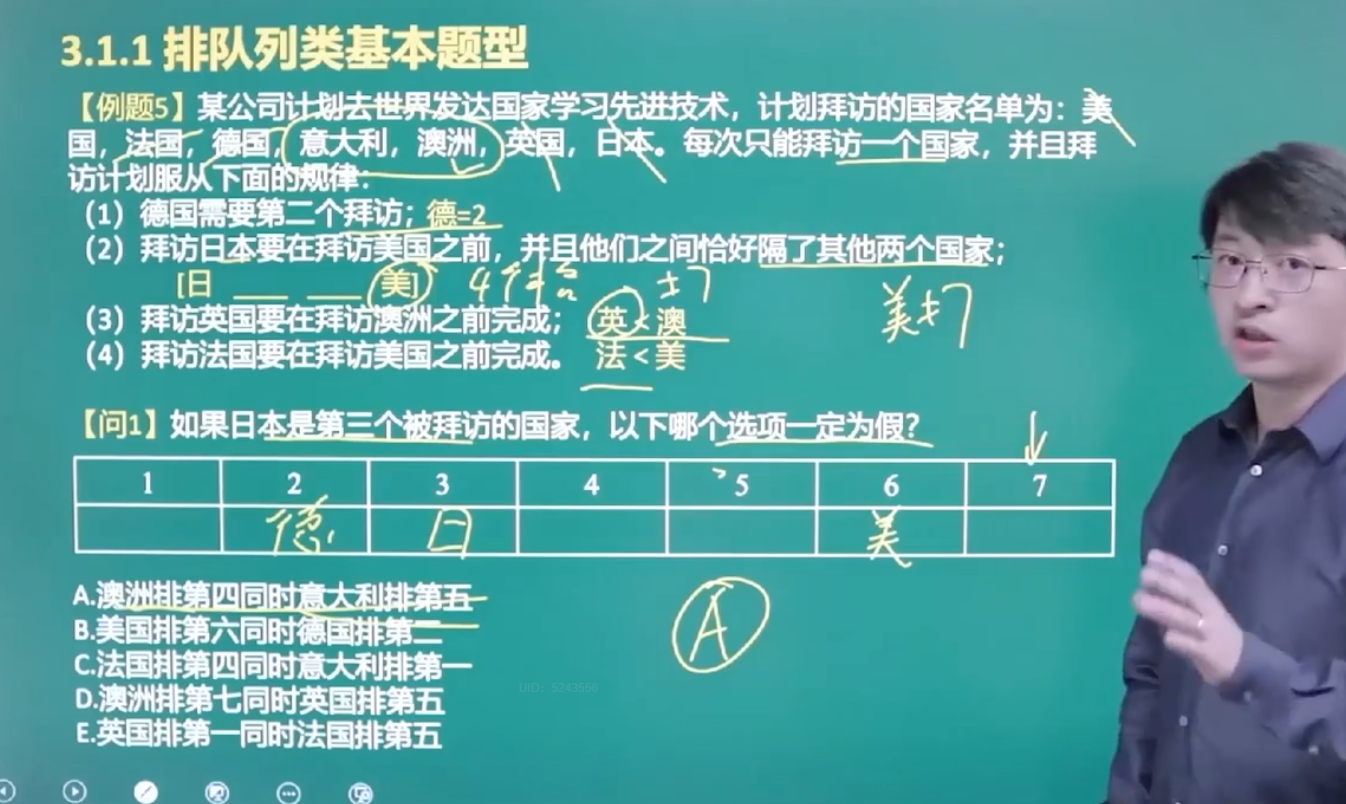 3.1.1 排队列类基本题型
【例题5】某公司计划去世界发达国家学习先进技术，计划拜访的国家名单为：美
国，法国，德国，意大利，澳洲，英国，日本。每次只能拜访一个国家，并且拜
访计划服从下面的规律：
（1）德国需要第二个拜访；德=2
（2）拜访日本要在拜访美国之前，并且他们之间恰好隔了其他两个国家；
[日 ___ ___ 美]
美±7
（3）拜访英国要在拜访澳洲之前完成； 英<澳
（4）拜访法国要在拜访美国之前完成。 法<美
【问1】如果日本是第三个被拜访的国家，以下哪个选项一定为假？
1 2 3 4 5 6 7
德 日 美
A.澳洲排第四同时意大利排第五
A
B.美国排第六同时德国排第二
C.法国排第四同时意大利排第一
D.澳洲排第七同时英国排第五
UID: 5243556
E.英国排第一同时法国排第五